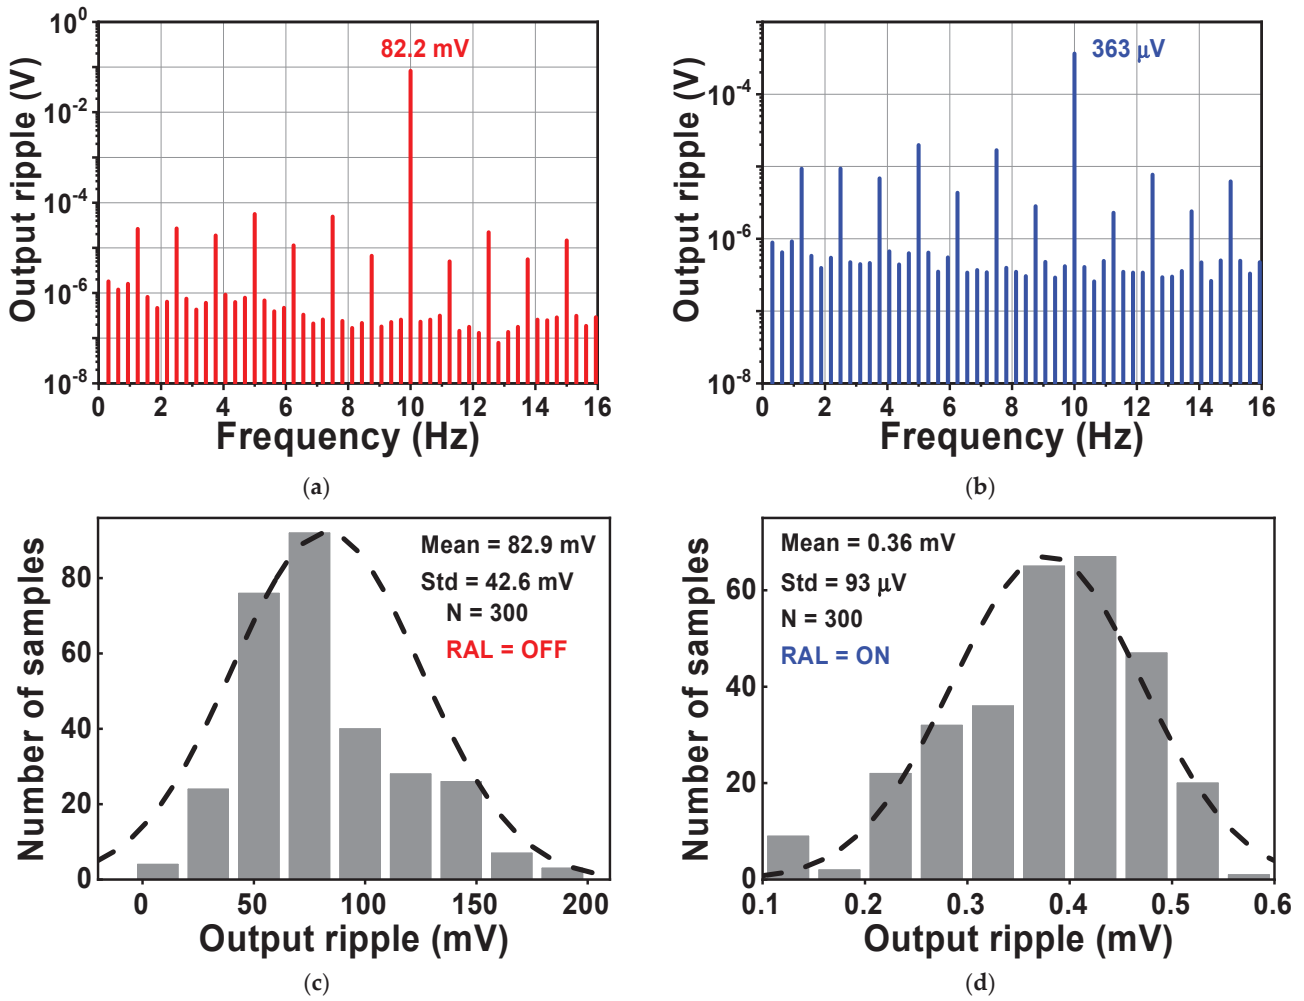 Output ripple (V)
10^0
10^-2
10^-4
10^-6
10^-8
82.2 mV
0 2 4 6 8 10 12 14 16
Frequency (Hz)
(a)
Output ripple (V)
10^-4
10^-6
10^-8
363 μV
0 2 4 6 8 10 12 14 16
Frequency (Hz)
(b)
Number of samples
80
60
40
20
0
Mean = 82.9 mV
Std = 42.6 mV
N = 300
RAL = OFF
0 50 100 150 200
Output ripple (mV)
(c)
Number of samples
60
40
20
0
Mean = 0.36 mV
Std = 93 μV
N = 300
RAL = ON
0.1 0.2 0.3 0.4 0.5 0.6
Output ripple (mV)
(d)